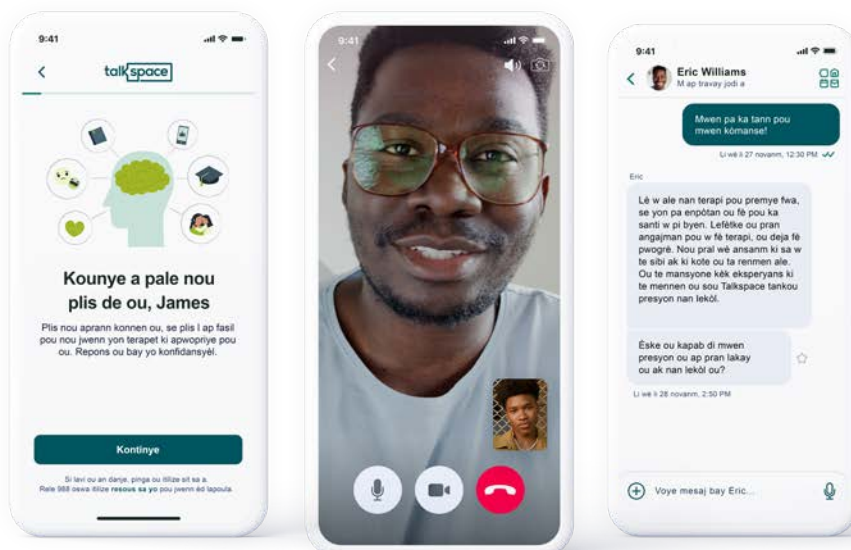 9:41
talkspace
Kounye a pale nou
plis de ou, James
Plis nou aprann konnen ou, se plis l ap fasil
pou nou jwenn yon terapet ki apwopriye pou
ou. Repons ou bay yo konfidansyèl.
Kontinye
Si lavi ou an danje, pinga ou itilize sit sa a.
Rele 988 oswa itilize resous sa yo pou jwenn èd lapoula.
9:41
9:41
Eric Williams
M ap travay jodi a
Mwen pa ka tann pou
mwen kòmanse!
Li wè li 27 novanm, 12:30 PM
Eric
Lè w ale nan terapi pou premye fwa,
se yon pa enpòtan ou fè pou ka
santi w pi byen. Lefètke ou pran
angajman pou w fè terapi, ou deja fè
pwogrè. Nou pral wè ansanm ki sa w
te sibi ak ki kote ou ta renmen ale.
Ou te mansyone kèk eksperyans ki
te mennen ou sou Talkspace tankou
presyon nan lekòl.
Èske ou kapab di mwen
presyon ou ap pran lakay
ou ak nan lekòl ou?
Li wè li 28 novanm, 2:50 PM
Voye mesaj bay Eric...